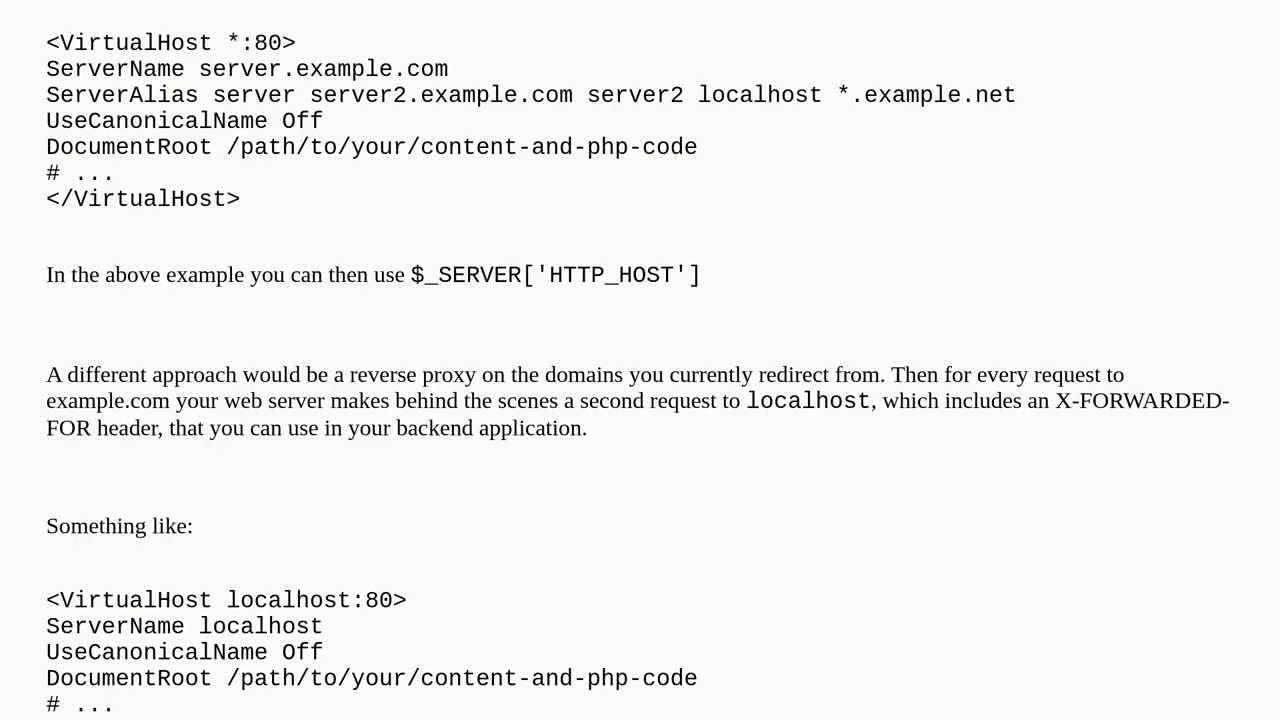 <VirtualHost *:80>
ServerName server.example.com
ServerAlias server server2.example.com server2 localhost *.example.net
UseCanonicalName Off
DocumentRoot /path/to/your/content-and-php-code
# ...
</VirtualHost>
In the above example you can then use $_SERVER['HTTP_HOST']
A different approach would be a reverse proxy on the domains you currently redirect from. Then for every request to
example.com your web server makes behind the scenes a second request to localhost, which includes an X-FORWARDED-
FOR header, that you can use in your backend application.
Something like:
<VirtualHost localhost:80>
ServerName localhost
UseCanonicalName Off
DocumentRoot /path/to/your/content-and-php-code
# ...